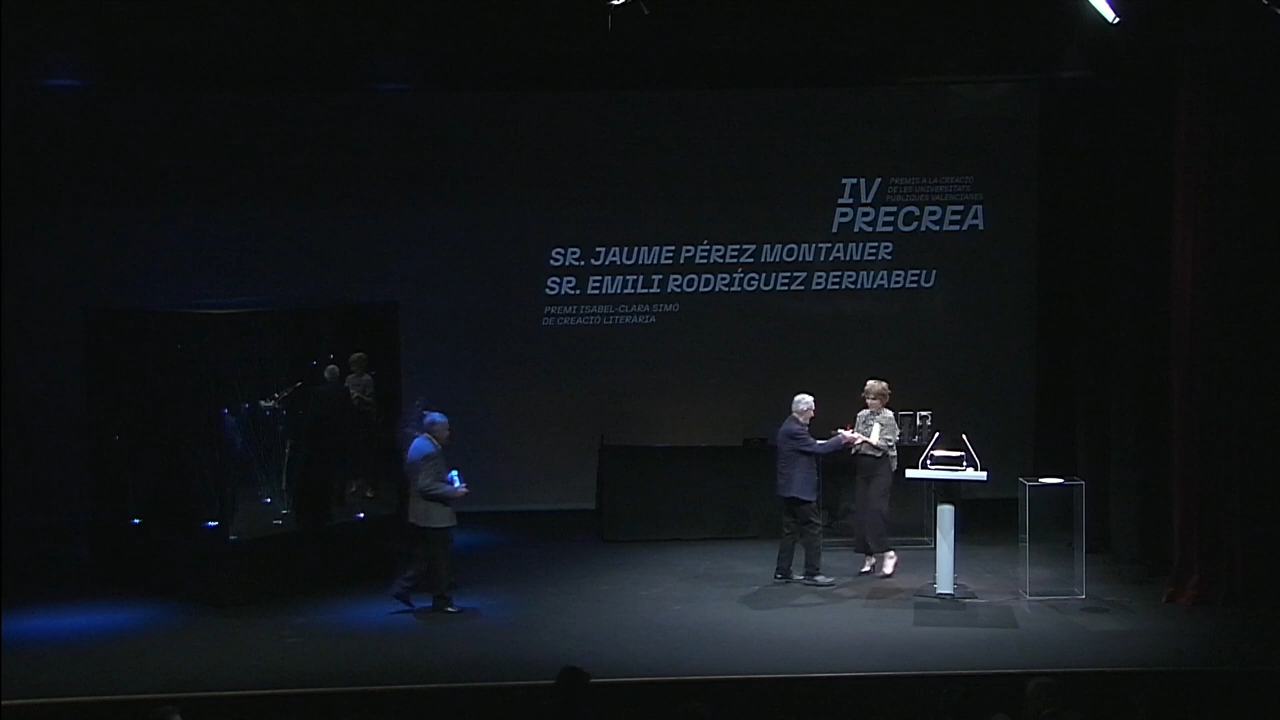 IV
PREMIS A LA CREACIÓ
DE LES UNIVERSITATS
PÚBLIQUES VALENCIANES
PRECREA
SR. JAUME PÉREZ MONTANER
SR. EMILI RODRÍGUEZ BERNABEU
PREMI ISABEL-CLARA SIMÓ
DE CREACIÓ LITERÀRIA